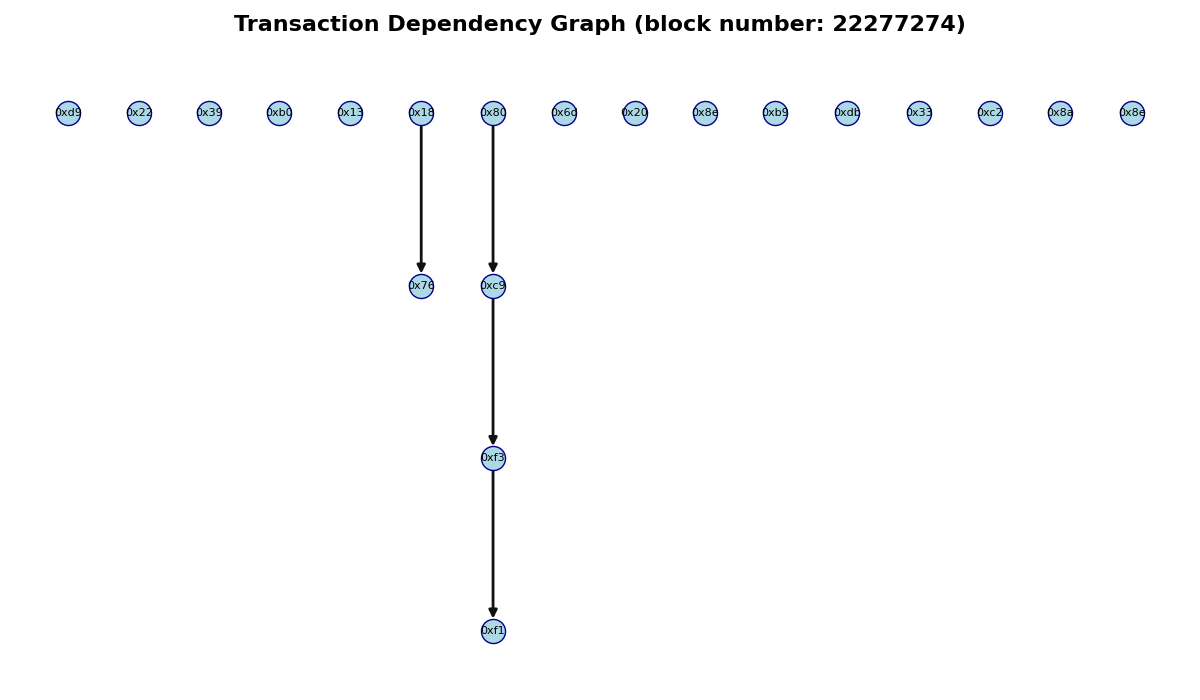 Transaction Dependency Graph (block number: 22277274)
0xd9 0x22 0x39 0xb0 0x13 0x18 0x80 0x6d 0x20 0x8e 0xb9 0xdb 0x33 0xc2 0x8a 0x8e
0x76 0xc9
0xf3
0xf1